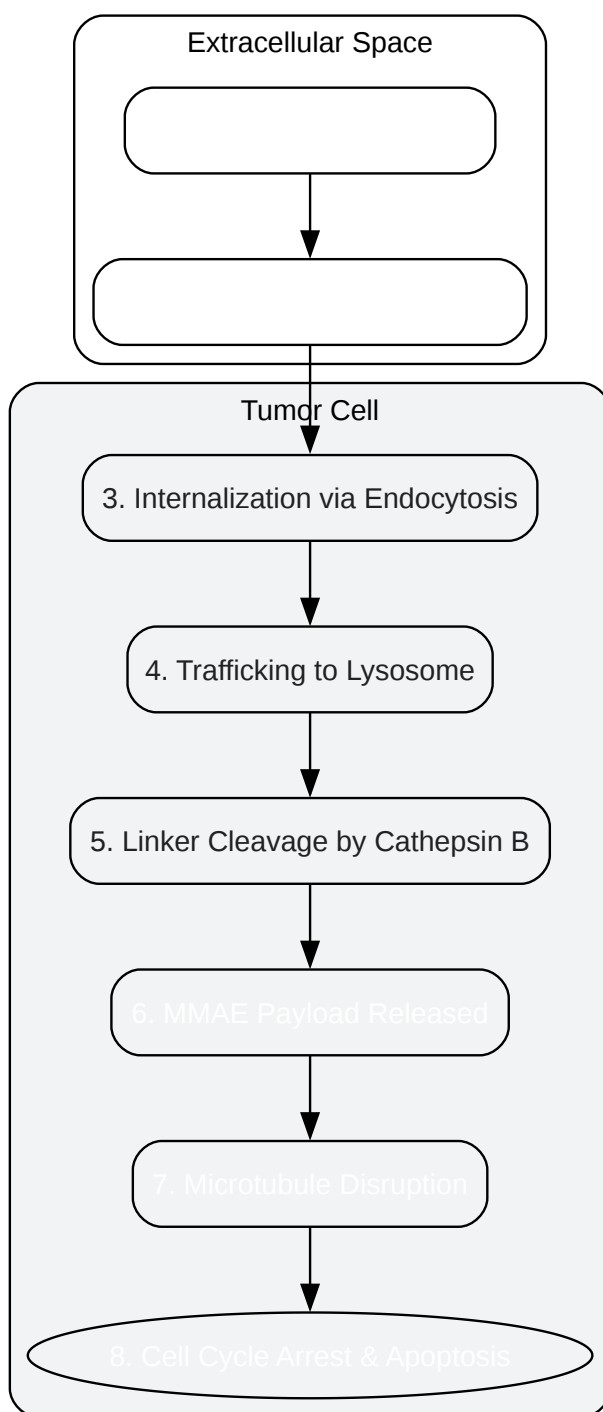 Extracellular Space
Tumor Cell
3. Internalization via Endocytosis
4. Trafficking to Lysosome
5. Linker Cleavage by Cathepsin B
6. MMAE Payload Released
7. Microtubule Disruption
8. Cell Cycle Arrest & Apoptosis